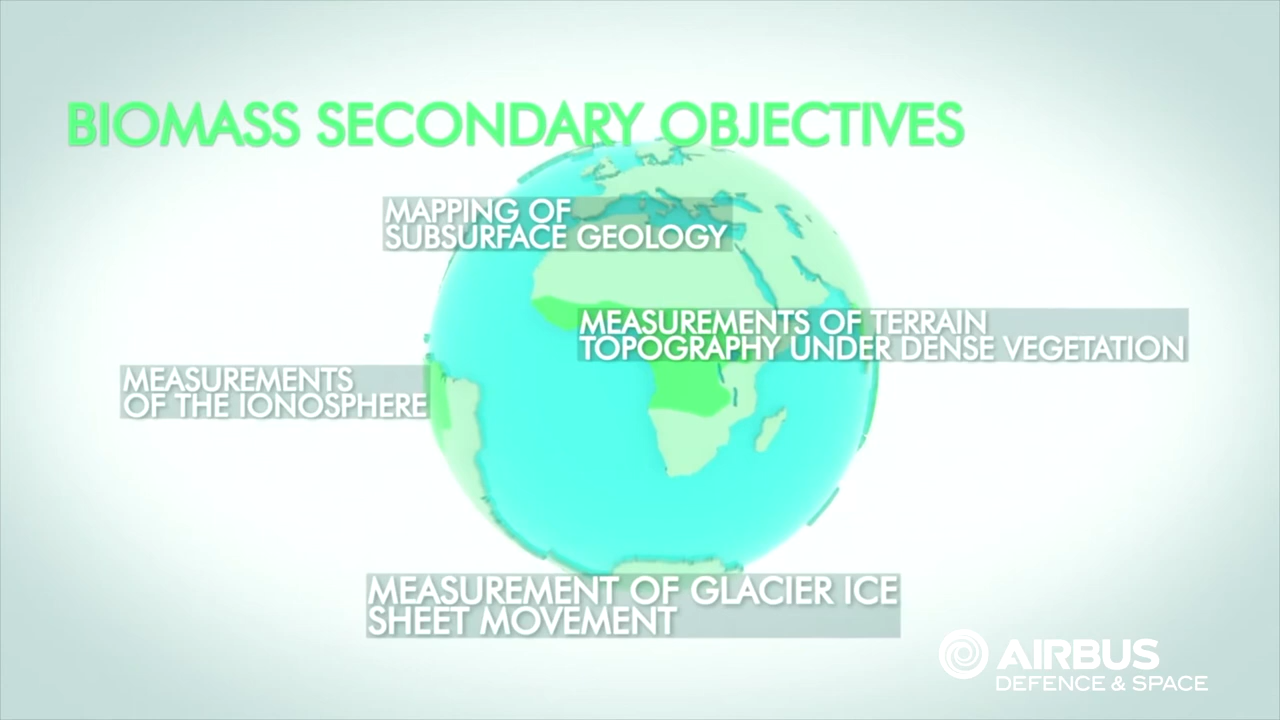 BIOMASS SECONDARY OBJECTIVES
MAPPING OF
SUBSURFACE GEOLOGY
MEASUREMENTS OF TERRAIN
TOPOGRAPHY UNDER DENSE VEGETATION
MEASUREMENTS
OF THE IONOSPHERE
MEASUREMENT OF GLACIER ICE
SHEET MOVEMENT
AIRBUS
DEFENCE & SPACE